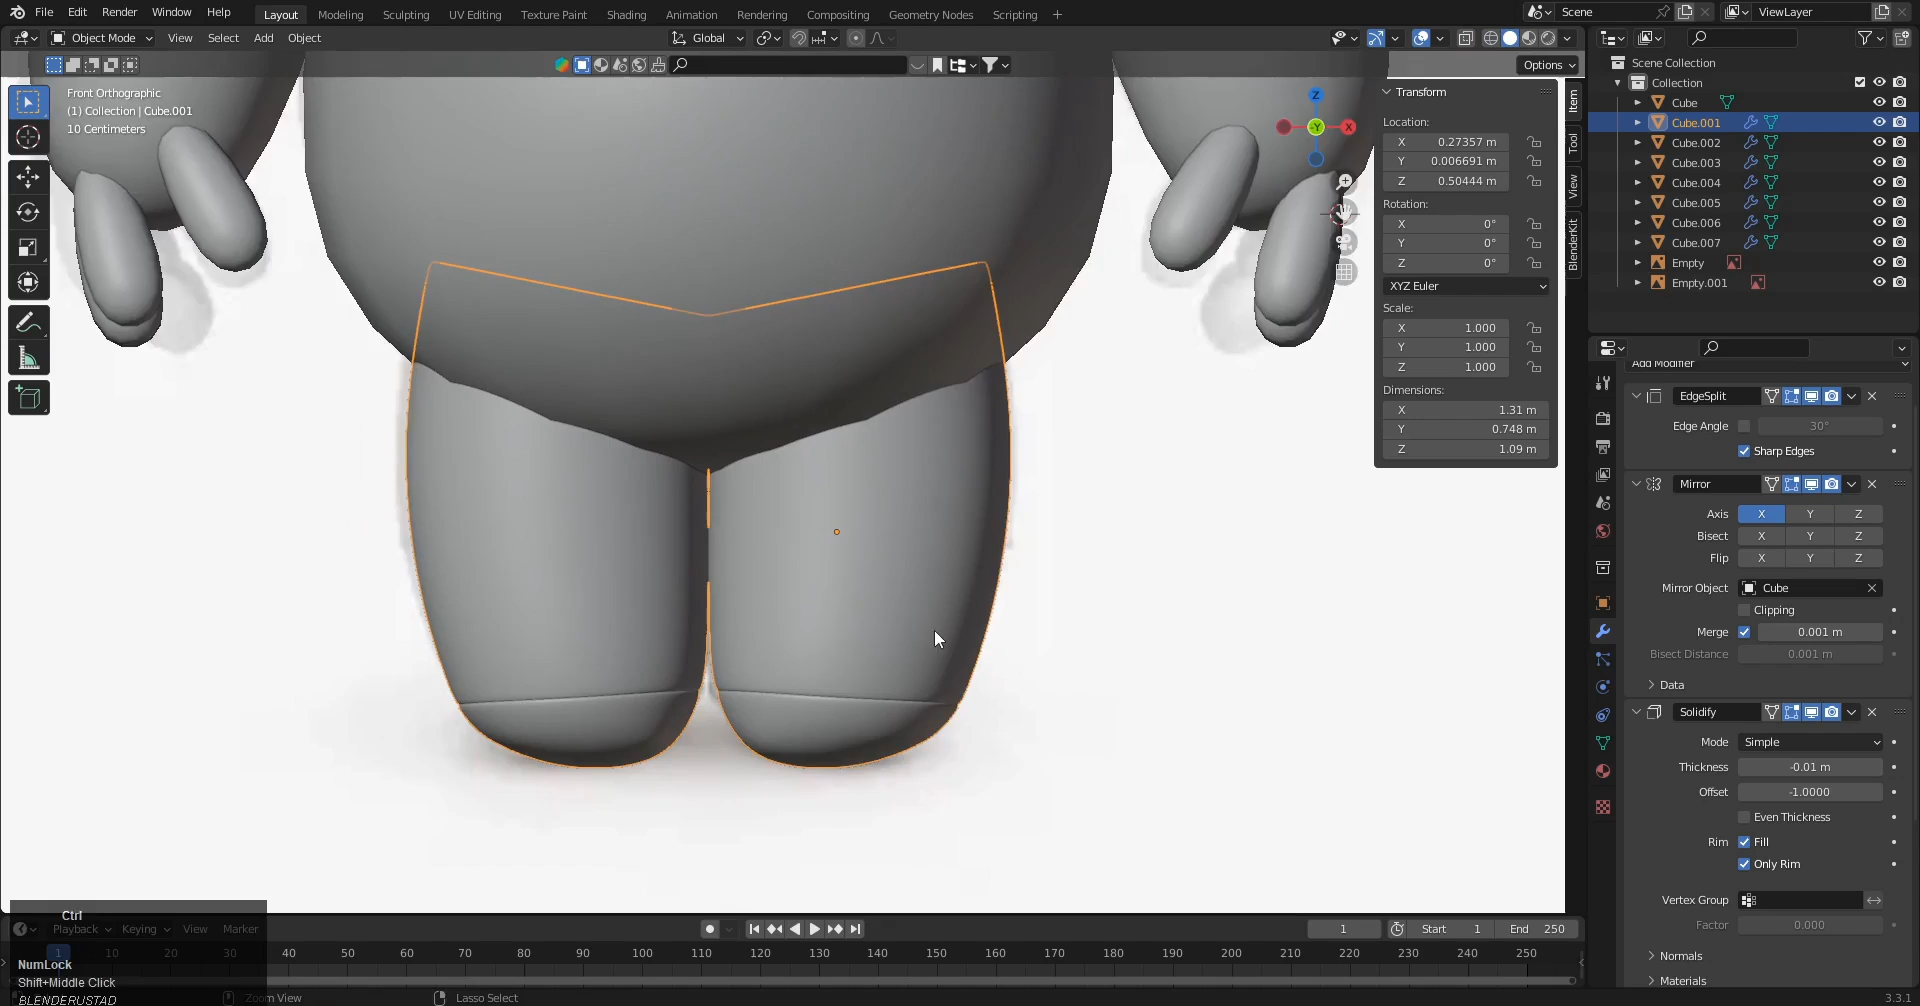 File Edit Render Window Help Layout Modeling Sculpting UV Editing Texture Paint Shading Animation Rendering Compositing Geometry Nodes Scripting + Scene ViewLayer
Object Mode View Select Add Object Global
Options
Front Orthographic
(1) Collection | Cube.001
10 Centimeters
Z
-Y
X
Transform
Location:
X 0.27357 m
Y 0.006691 m
Z 0.50444 m
Rotation:
X 0°
Y 0°
Z 0°
XYZ Euler
Scale:
X 1.000
Y 1.000
Z 1.000
Dimensions:
X 1.31 m
Y 0.748 m
Z 1.09 m
Item
Tool
View
BlenderKit
Scene Collection
Collection
Cube
Cube.001
Cube.002
Cube.003
Cube.004
Cube.005
Cube.006
Cube.007
Empty
Empty.001
Add Modifier
EdgeSplit
Edge Angle 30°
Sharp Edges
Mirror
Axis X Y Z
Bisect X Y Z
Flip X Y Z
Mirror Object Cube
Clipping
Merge 0.001 m
Bisect Distance 0.001 m
Data
Solidify
Mode Simple
Thickness -0.01 m
Offset -1.0000
Even Thickness
Rim Fill
Only Rim
Vertex Group
Factor 0.000
Normals
Materials
Ctrl
Playback Keying View Marker 1 Start 1 End 250
1 10 20 30 40 50 60 70 80 90 100 110 120 130 140 150 160 170 180 190 200 210 220 230 240 250
NumLock
Shift+Middle Click
BLENDERUSTAD
Zoom View Lasso Select 3.3.1